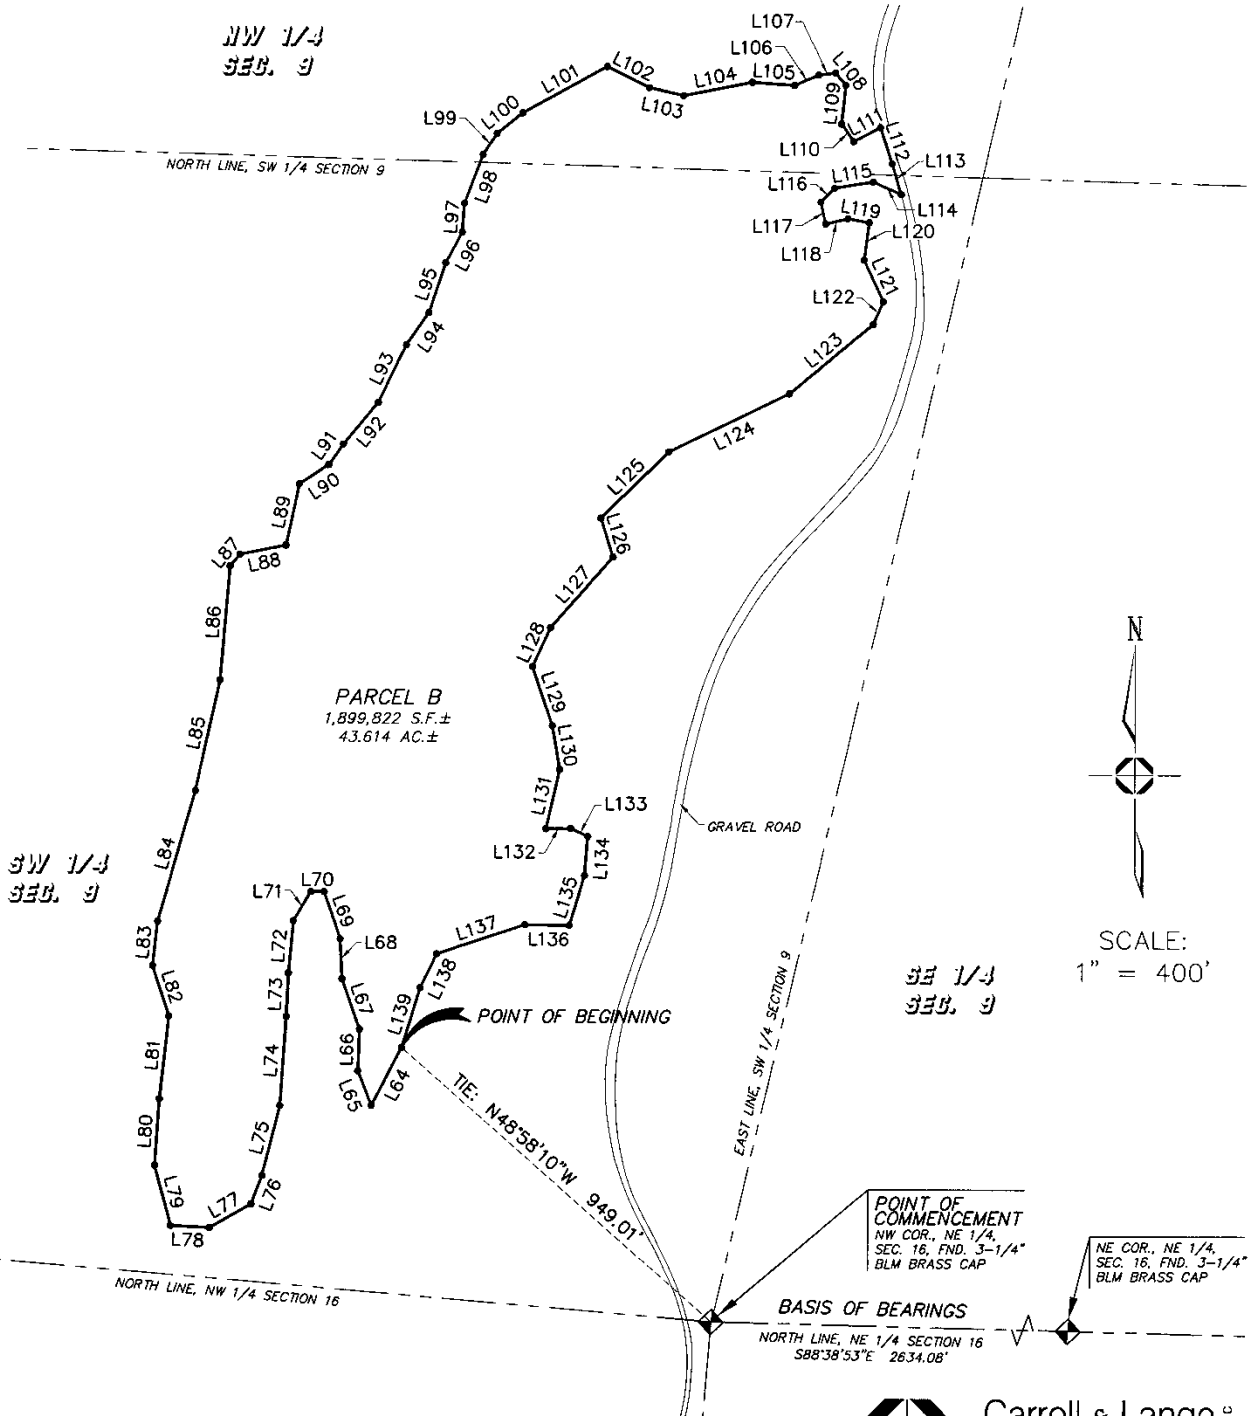 NW 1/4
SEC. 9
L99
L100
L101
L102
L103
L104
L105
L106
L107
L108
L109
L110
L111
L112
L113
L114
L115
L116
L117
L118
L119
L120
L121
L122
L123
L124
L125
L126
L127
L128
L129
L130
L131
L132
L133
L134
L135
L136
L137
L138
L139
NORTH LINE, SW 1/4 SECTION 9
L98
L97
L96
L95
L94
L93
L92
L91
L90
L89
L88
L87
L86
L85
L84
L83
L82
L81
L80
L79
L78
L77
L76
L75
L74
L73
L72
L71
L70
L69
L68
L67
L66
L65
L64
PARCEL B
1,899,822 S.F.±
43.614 AC.±
SW 1/4
SEC. 9
GRAVEL ROAD
N
SCALE:
1" = 400'
SE 1/4
SEC. 9
POINT OF BEGINNING
TIE: N48°58'10"W 949.01'
EAST LINE, SW 1/4 SECTION 9
POINT OF
COMMENCEMENT
NW COR., NE 1/4,
SEC. 16, FND. 3-1/4"
BLM BRASS CAP
NE COR., NE 1/4,
SEC. 16, FND. 3-1/4"
BLM BRASS CAP
NORTH LINE, NW 1/4 SECTION 16
BASIS OF BEARINGS
NORTH LINE, NE 1/4 SECTION 16
S88°38'53"E 2634.08'
Carroll & Lange